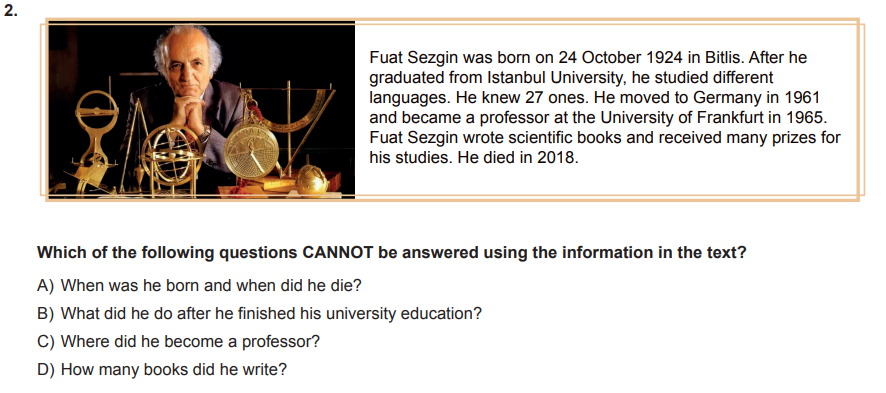 2.
Fuat Sezgin was born on 24 October 1924 in Bitlis. After he
graduated from Istanbul University, he studied different
languages. He knew 27 ones. He moved to Germany in 1961
and became a professor at the University of Frankfurt in 1965.
Fuat Sezgin wrote scientific books and received many prizes for
his studies. He died in 2018.
Which of the following questions CANNOT be answered using the information in the text?
A) When was he born and when did he die?
B) What did he do after he finished his university education?
C) Where did he become a professor?
D) How many books did he write?